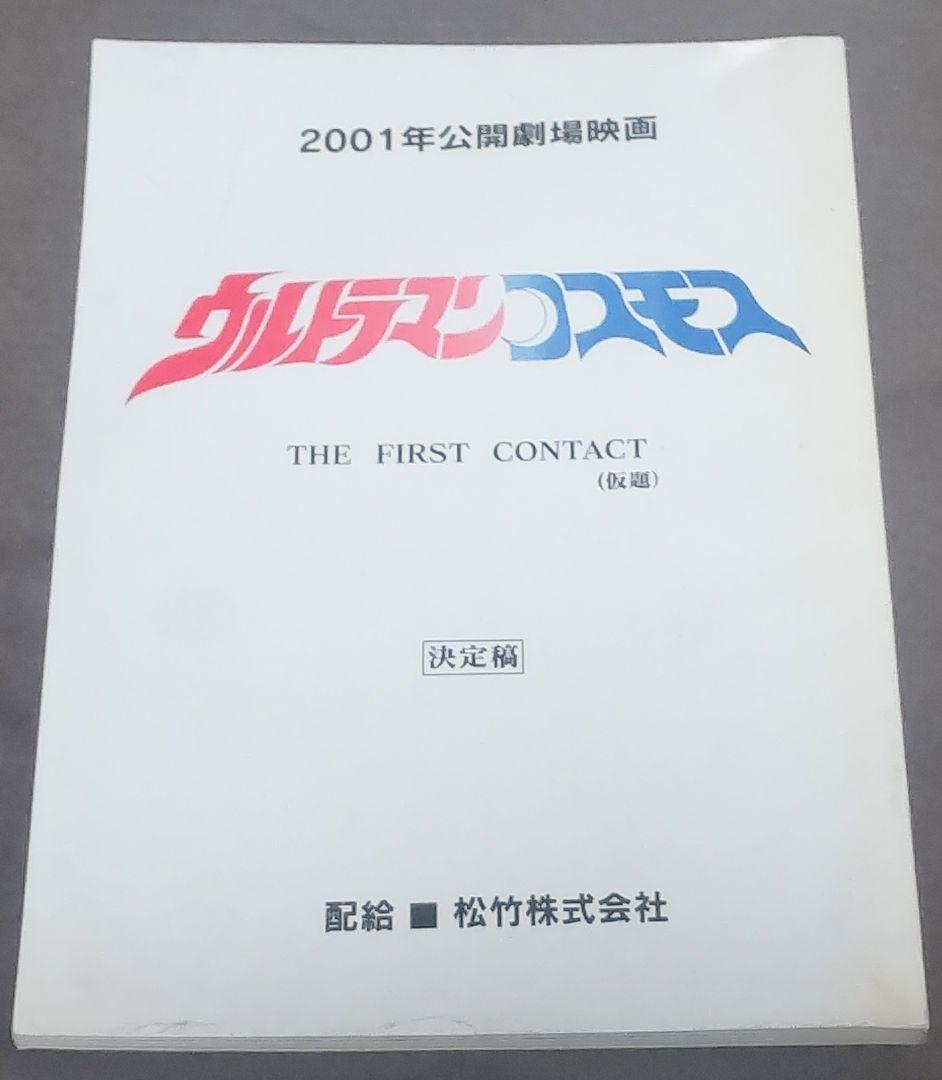 2001年公開劇場映画
ウルトラマンコスモス
THE FIRST CONTACT
(仮題)
決定稿
配給 ■ 松竹株式会社